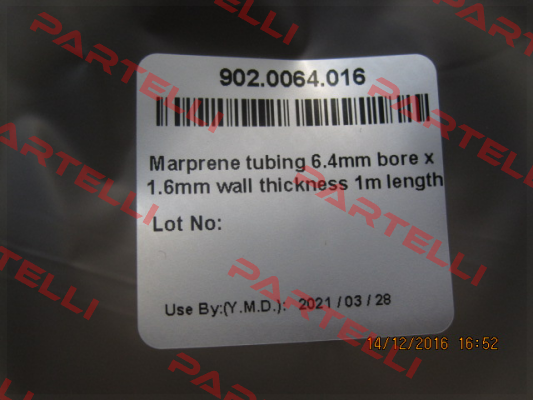 PARTELLI
PARTELLI
902.0064.016
Marprene tubing 6.4mm bore x
1.6mm wall thickness 1m length
Lot No:
PARTELLI
PARTELLI
Use By:(Y.M.D.): 2021 / 03 / 28
14/12/2016 16:52
PARTELLI
PARTELLI